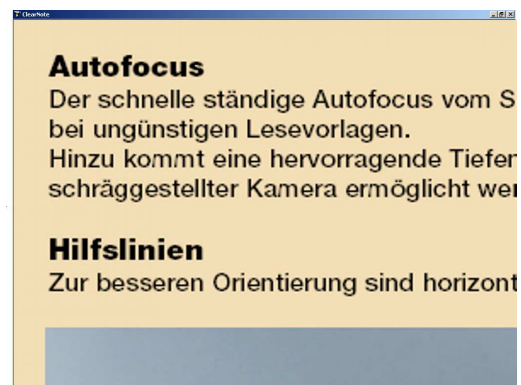 ClearNote
Autofocus
Der schnelle ständige Autofocus vom S
bei ungünstigen Lesevorlagen.
Hinzu kommt eine hervorragende Tiefen
schräggestellter Kamera ermöglicht wer
Hilfslinien
Zur besseren Orientierung sind horizont